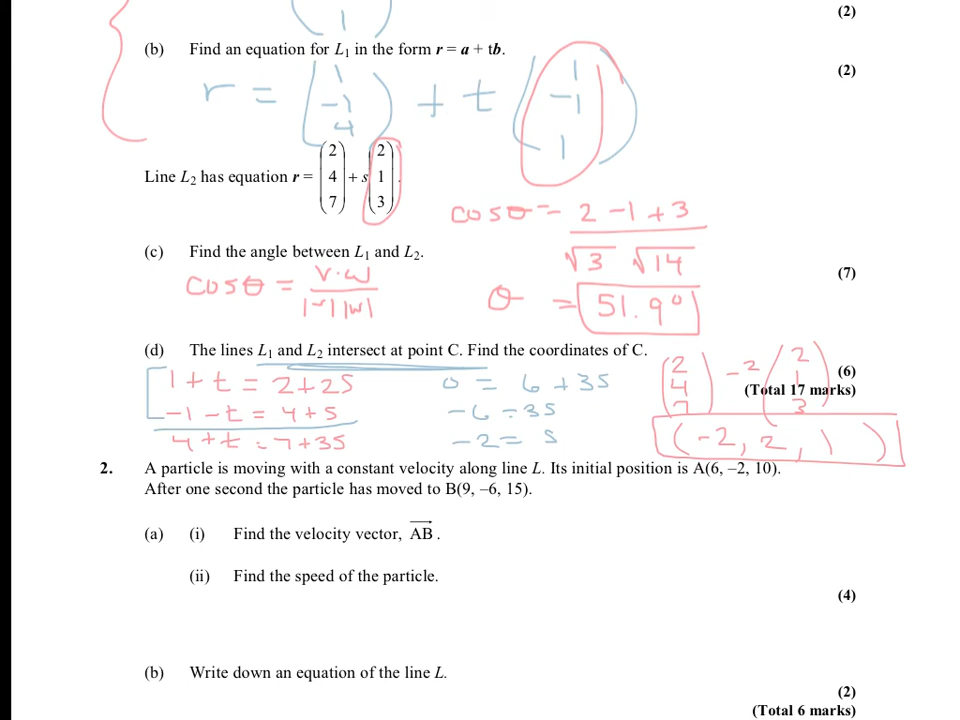 1
(2)
(b) Find an equation for L₁ in the form r = a + tb.
(2)
r = (1 -1 4) + t (1 -1 1)
Line L₂ has equation r = (2 4 7) + s (2 1 3).
cos θ = 2 - 1 + 3 / √3 √14
(c) Find the angle between L₁ and L₂.
(7)
cos θ = v·w / |v| |w|
θ = 51.9°
(d) The lines L₁ and L₂ intersect at point C. Find the coordinates of C.
(6)
(Total 17 marks)
1 + t = 2 + 2s
-1 - t = 4 + s
4 + t = 7 + 3s
0 = 6 + 3s
-6 = 3s
-2 = s
(2 4 7) - 2 (2 1 3)
(-2, 2, 1)
2. A particle is moving with a constant velocity along line L. Its initial position is A(6, –2, 10).
After one second the particle has moved to B(9, –6, 15).
(a) (i) Find the velocity vector, AB.
(ii) Find the speed of the particle.
(4)
(b) Write down an equation of the line L.
(2)
(Total 6 marks)